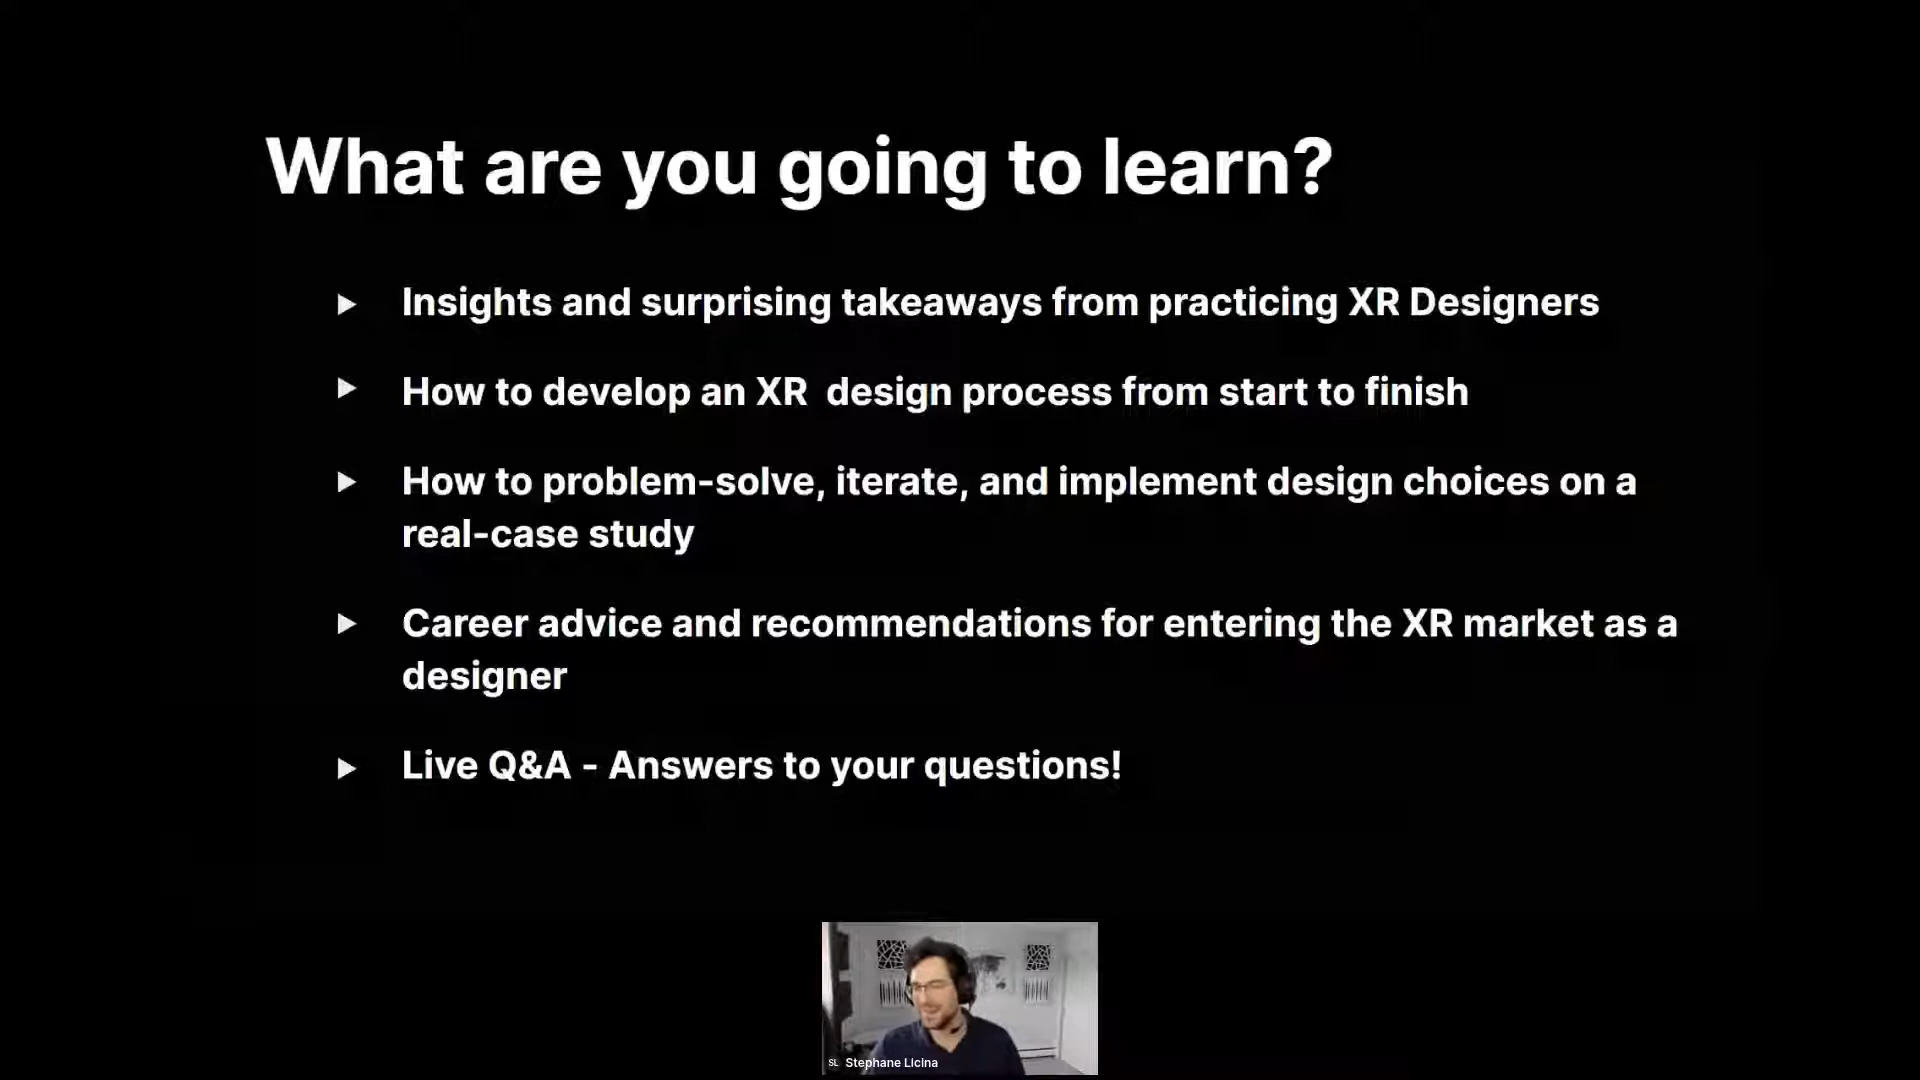 What are you going to learn?
Insights and surprising takeaways from practicing XR Designers
How to develop an XR  design process from start to finish
How to problem-solve, iterate, and implement design choices on a
real-case study
Career advice and recommendations for entering the XR market as a
designer
Live Q&A - Answers to your questions!
SL Stephane Licina